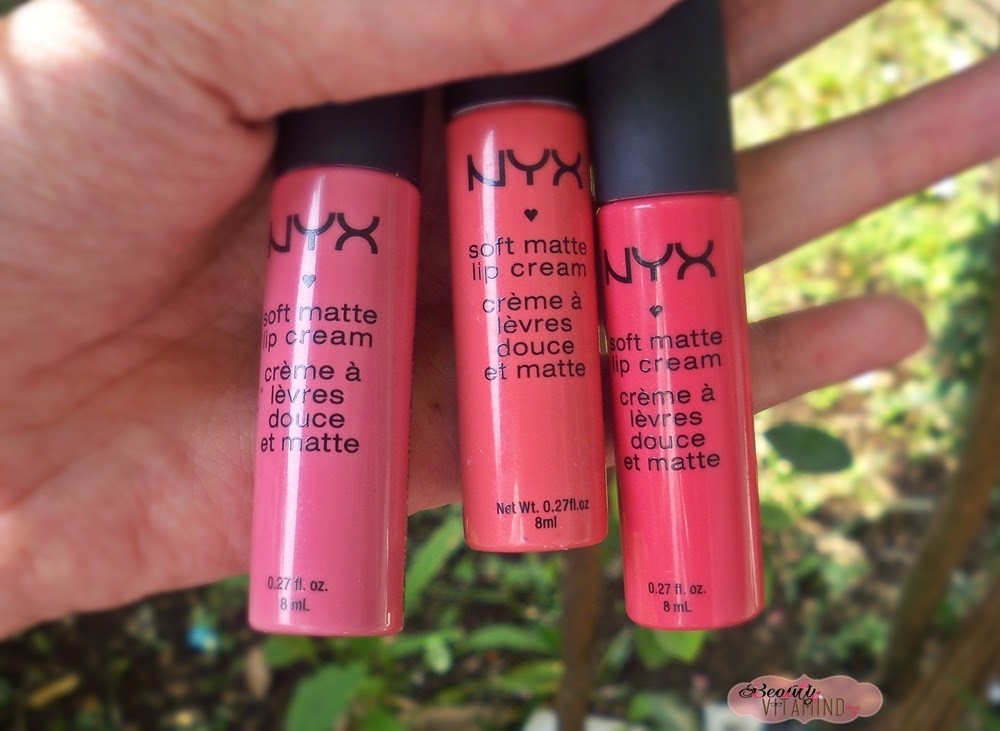 NYX
soft matte
lip cream
crème à
lèvres
douce
et matte
0.27 fl. oz.
8 mL
NYX
soft matte
lip cream
crème à
lèvres
douce
et matte
Net Wt. 0.27fl.oz
8ml
NYX
soft matte
lip cream
crème à
lèvres
douce
et matte
0.27 fl. oz.
8 mL
Beauty
VITAMIND